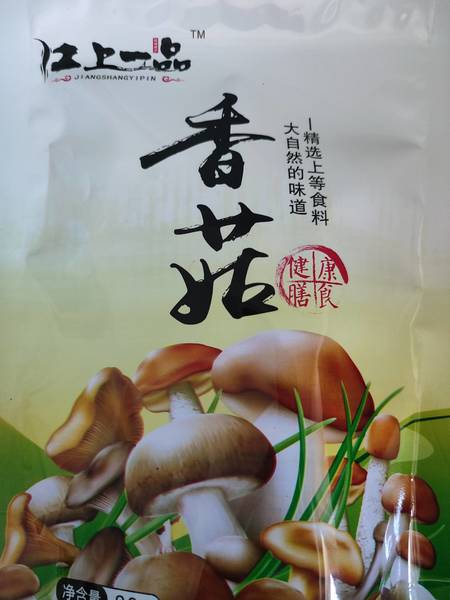 江上一品 TM
JIANGSHANGYIPIN
香菇
—精选上等食料
大自然的味道
健康
膳食
净含量